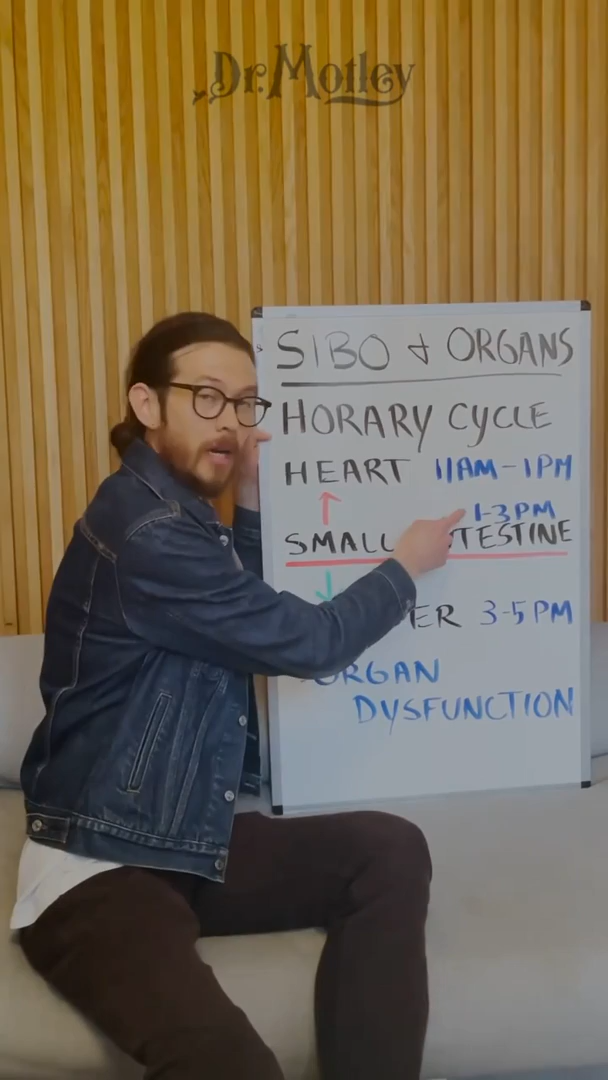 Dr. Motley
SIBO & ORGANS
HORARY CYCLE
HEART 11AM-1PM
1-3PM
SMALL TESTINE
ER 3-5PM
ORGAN
DYSFUNCTION